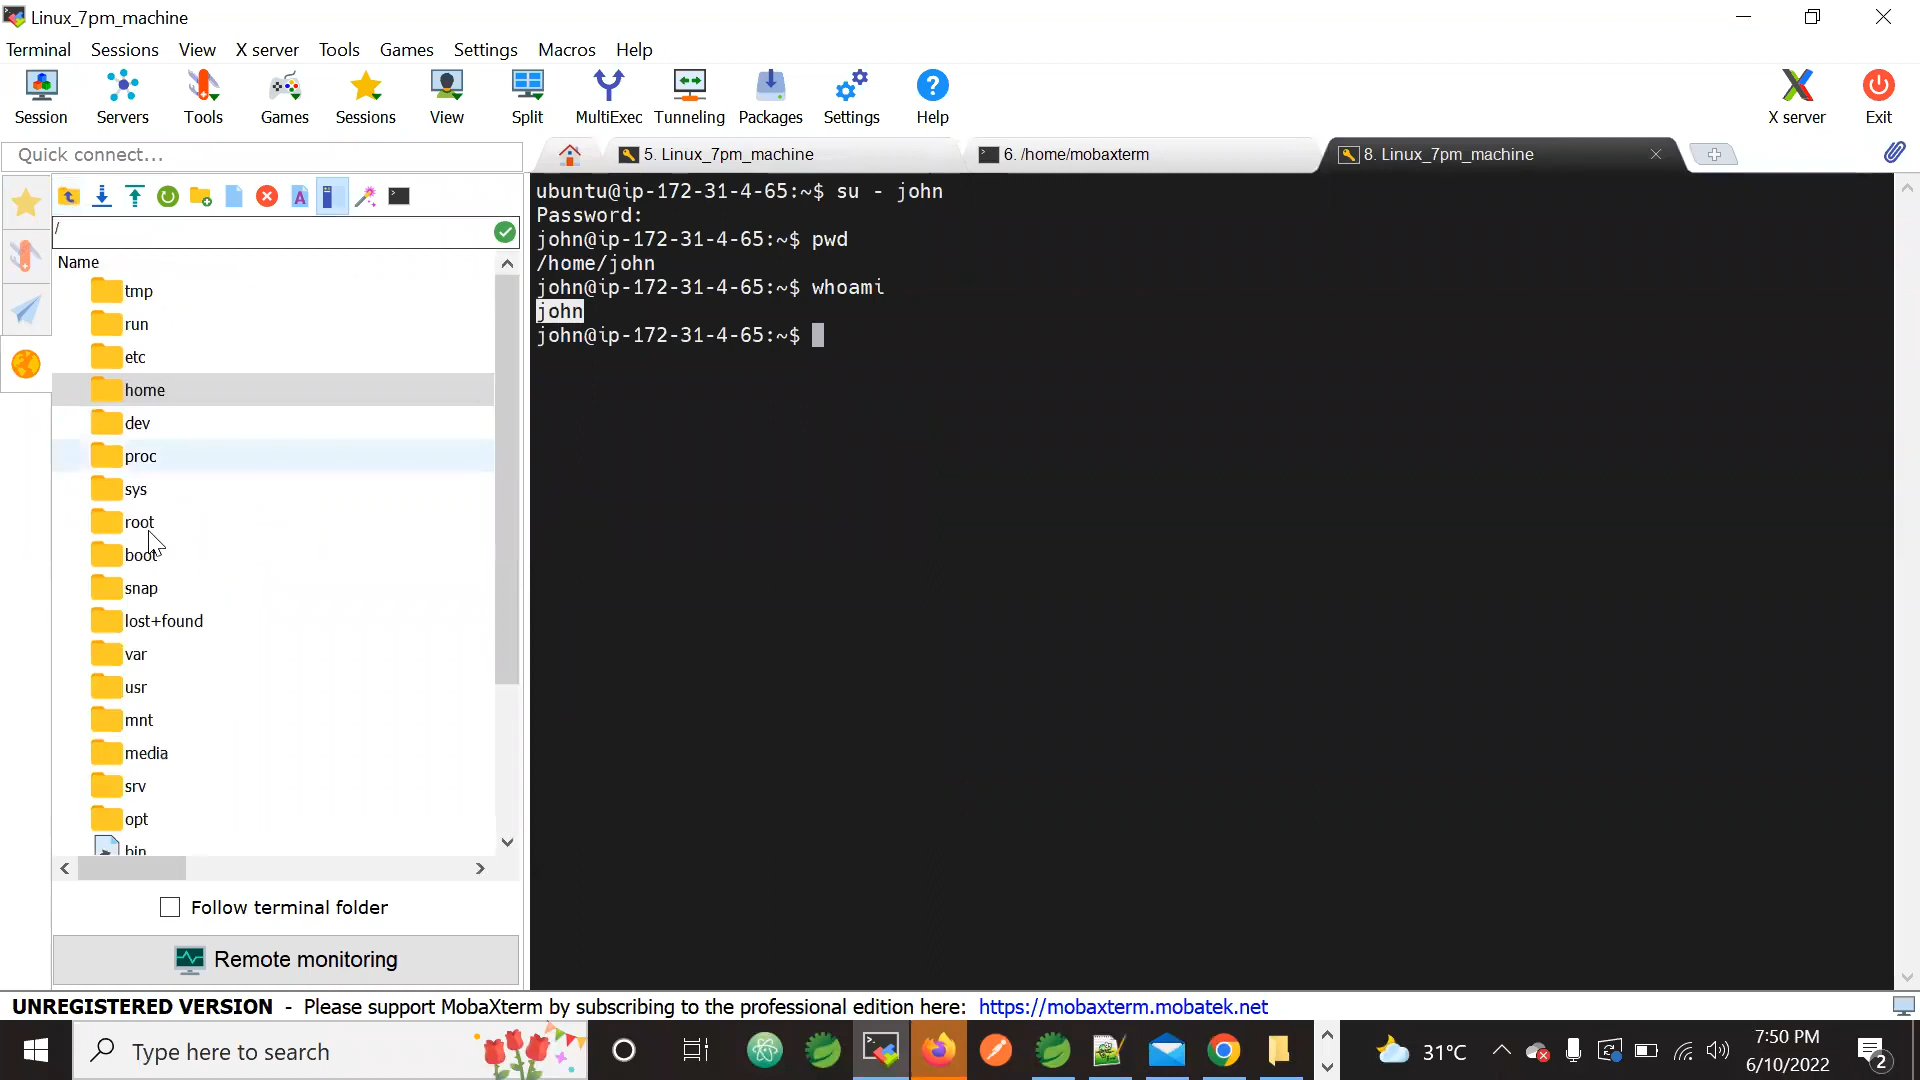 Linux_7pm_machine
Terminal Sessions View X server Tools Games Settings Macros Help
Session Servers Tools Games Sessions View Split MultiExec Tunneling Packages Settings Help X server Exit
Quick connect...
5. Linux_7pm_machine
6. /home/mobaxterm
8. Linux_7pm_machine
/
Name
tmp
run
etc
home
dev
proc
sys
root
boot
snap
lost+found
var
usr
mnt
media
srv
opt
bin
Follow terminal folder
Remote monitoring
ubuntu@ip-172-31-4-65:~$ su - john
Password:
john@ip-172-31-4-65:~$ pwd
/home/john
john@ip-172-31-4-65:~$ whoami
john
john@ip-172-31-4-65:~$
UNREGISTERED VERSION - Please support MobaXterm by subscribing to the professional edition here: https://mobaxterm.mobatek.net
Type here to search
31°C
7:50 PM
6/10/2022
2